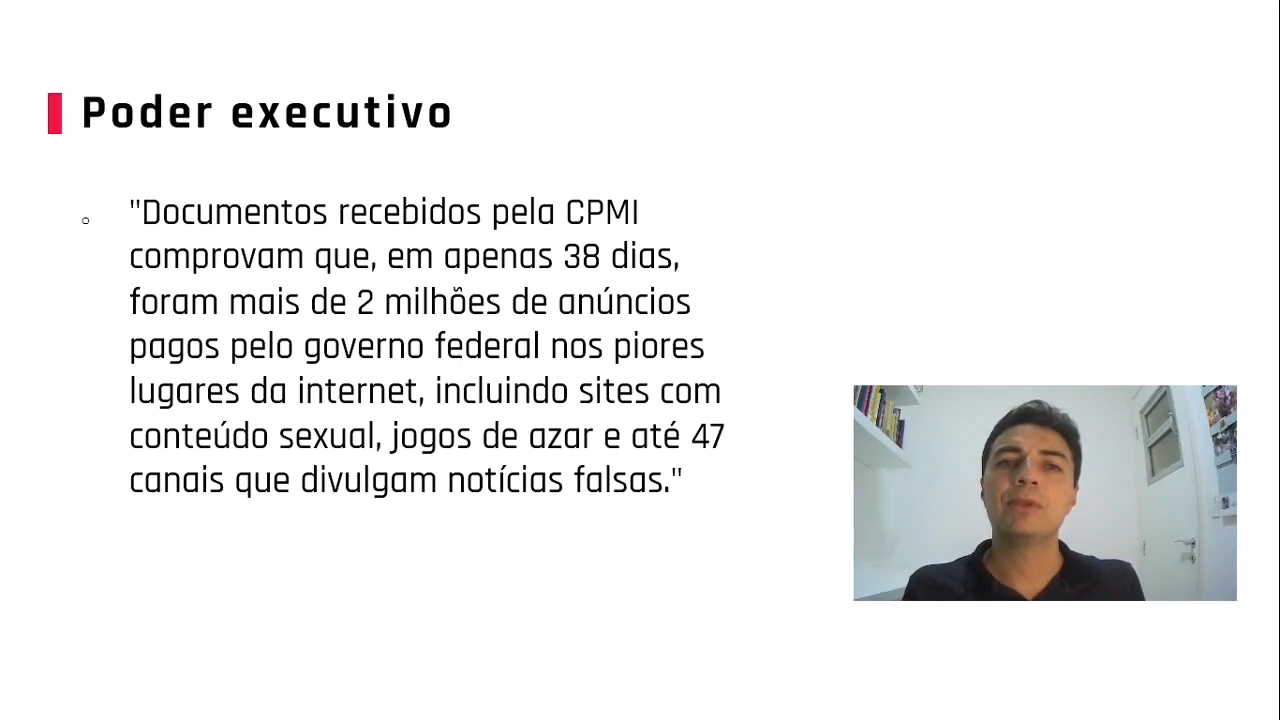 Poder executivo
"Documentos recebidos pela CPMI
comprovam que, em apenas 38 dias,
foram mais de 2 milhões de anúncios
pagos pelo governo federal nos piores
lugares da internet, incluindo sites com
conteúdo sexual, jogos de azar e até 47
canais que divulgam notícias falsas."